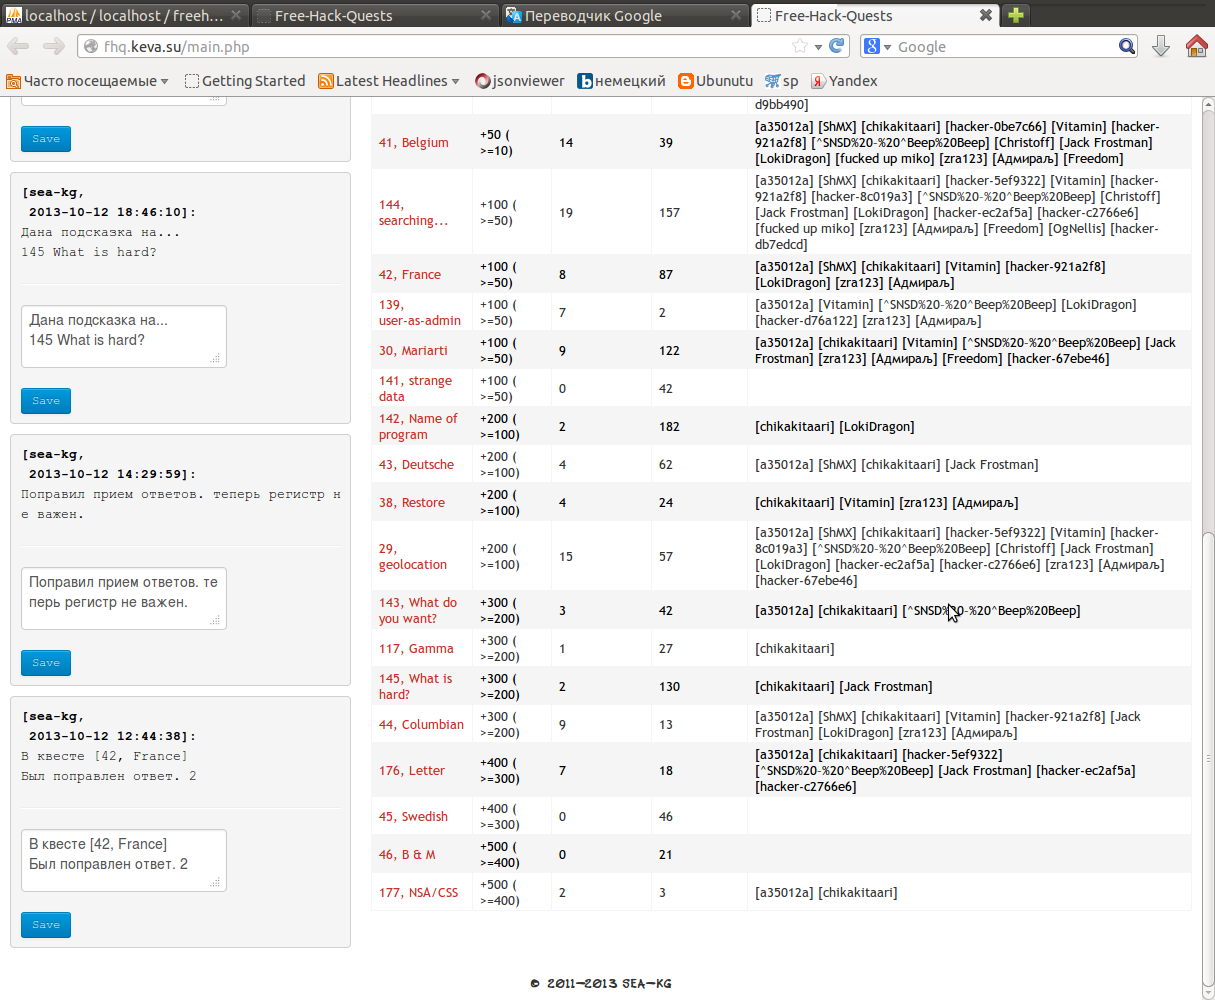 localhost / localhost / freeh...
Free-Hack-Quests
Переводчик Google
Free-Hack-Quests
fhq.keva.su/main.php
Google
Часто посещаемые
Getting Started
Latest Headlines
jsonviewer
немецкий
Ubunutu
sp
Yandex
Save
[sea-kg,
2013-10-12 18:46:10]:
Дана подсказка на...
145 What is hard?
Дана подсказка на...
145 What is hard?
Save
[sea-kg,
2013-10-12 14:29:59]:
Поправил прием ответов. теперь регистр н
е важен.
Поправил прием ответов. те
перь регистр не важен.
Save
[sea-kg,
2013-10-12 12:44:38]:
В квесте [42, France]
Был поправлен ответ. 2
В квесте [42, France]
Был поправлен ответ. 2
Save
d9bb490]
41, Belgium
+50 (
>=10)
14
39
[a35012a] [ShMX] [chikakitaari] [hacker-0be7c66] [Vitamin] [hacker-
921a2f8] [^SNSD%20-%20^Beep%20Beep] [Christoff] [Jack Frostman]
[LokiDragon] [fucked up miko] [zra123] [Адмираљ] [Freedom]
144,
searching...
+100 (
>=50)
19
157
[a35012a] [ShMX] [chikakitaari] [hacker-5ef9322] [Vitamin] [hacker-
921a2f8] [hacker-8c019a3] [^SNSD%20-%20^Beep%20Beep] [Christoff]
[Jack Frostman] [LokiDragon] [hacker-ec2af5a] [hacker-c2766e6]
[fucked up miko] [zra123] [Адмираљ] [Freedom] [OgNellis] [hacker-
db7edcd]
42, France
+100 (
>=50)
8
87
[a35012a] [ShMX] [chikakitaari] [Vitamin] [hacker-921a2f8]
[LokiDragon] [zra123] [Адмираљ]
139,
user-as-admin
+100 (
>=50)
7
2
[a35012a] [Vitamin] [^SNSD%20-%20^Beep%20Beep] [LokiDragon]
[hacker-d76a122] [zra123] [Адмираљ]
30, Mariarti
+100 (
>=50)
9
122
[a35012a] [chikakitaari] [Vitamin] [^SNSD%20-%20^Beep%20Beep] [Jack
Frostman] [zra123] [Адмираљ] [Freedom] [hacker-67ebe46]
141, strange
data
+100 (
>=50)
0
42
142, Name of
program
+200 (
>=100)
2
182
[chikakitaari] [LokiDragon]
43, Deutsche
+200 (
>=100)
4
62
[a35012a] [ShMX] [chikakitaari] [Jack Frostman]
38, Restore
+200 (
>=100)
4
24
[chikakitaari] [Vitamin] [zra123] [Адмираљ]
29,
geolocation
+200 (
>=100)
15
57
[a35012a] [ShMX] [chikakitaari] [hacker-5ef9322] [Vitamin] [hacker-
8c019a3] [^SNSD%20-%20^Beep%20Beep] [Christoff] [Jack Frostman]
[LokiDragon] [hacker-ec2af5a] [hacker-c2766e6] [zra123] [Адмираљ]
[hacker-67ebe46]
143, What do
you want?
+300 (
>=200)
3
42
[a35012a] [chikakitaari] [^SNSD%20-%20^Beep%20Beep]
117, Gamma
+300 (
>=200)
1
27
[chikakitaari]
145, What is
hard?
+300 (
>=200)
2
130
[chikakitaari] [Jack Frostman]
44, Columbian
+300 (
>=200)
9
13
[a35012a] [ShMX] [chikakitaari] [Vitamin] [hacker-921a2f8] [Jack
Frostman] [LokiDragon] [zra123] [Адмираљ]
176, Letter
+400 (
>=300)
7
18
[a35012a] [chikakitaari] [hacker-5ef9322]
[^SNSD%20-%20^Beep%20Beep] [Jack Frostman] [hacker-ec2af5a]
[hacker-c2766e6]
45, Swedish
+400 (
>=300)
0
46
46, B & M
+500 (
>=400)
0
21
177, NSA/CSS
+500 (
>=400)
2
3
[a35012a] [chikakitaari]
© 2011-2013 SEA-KG